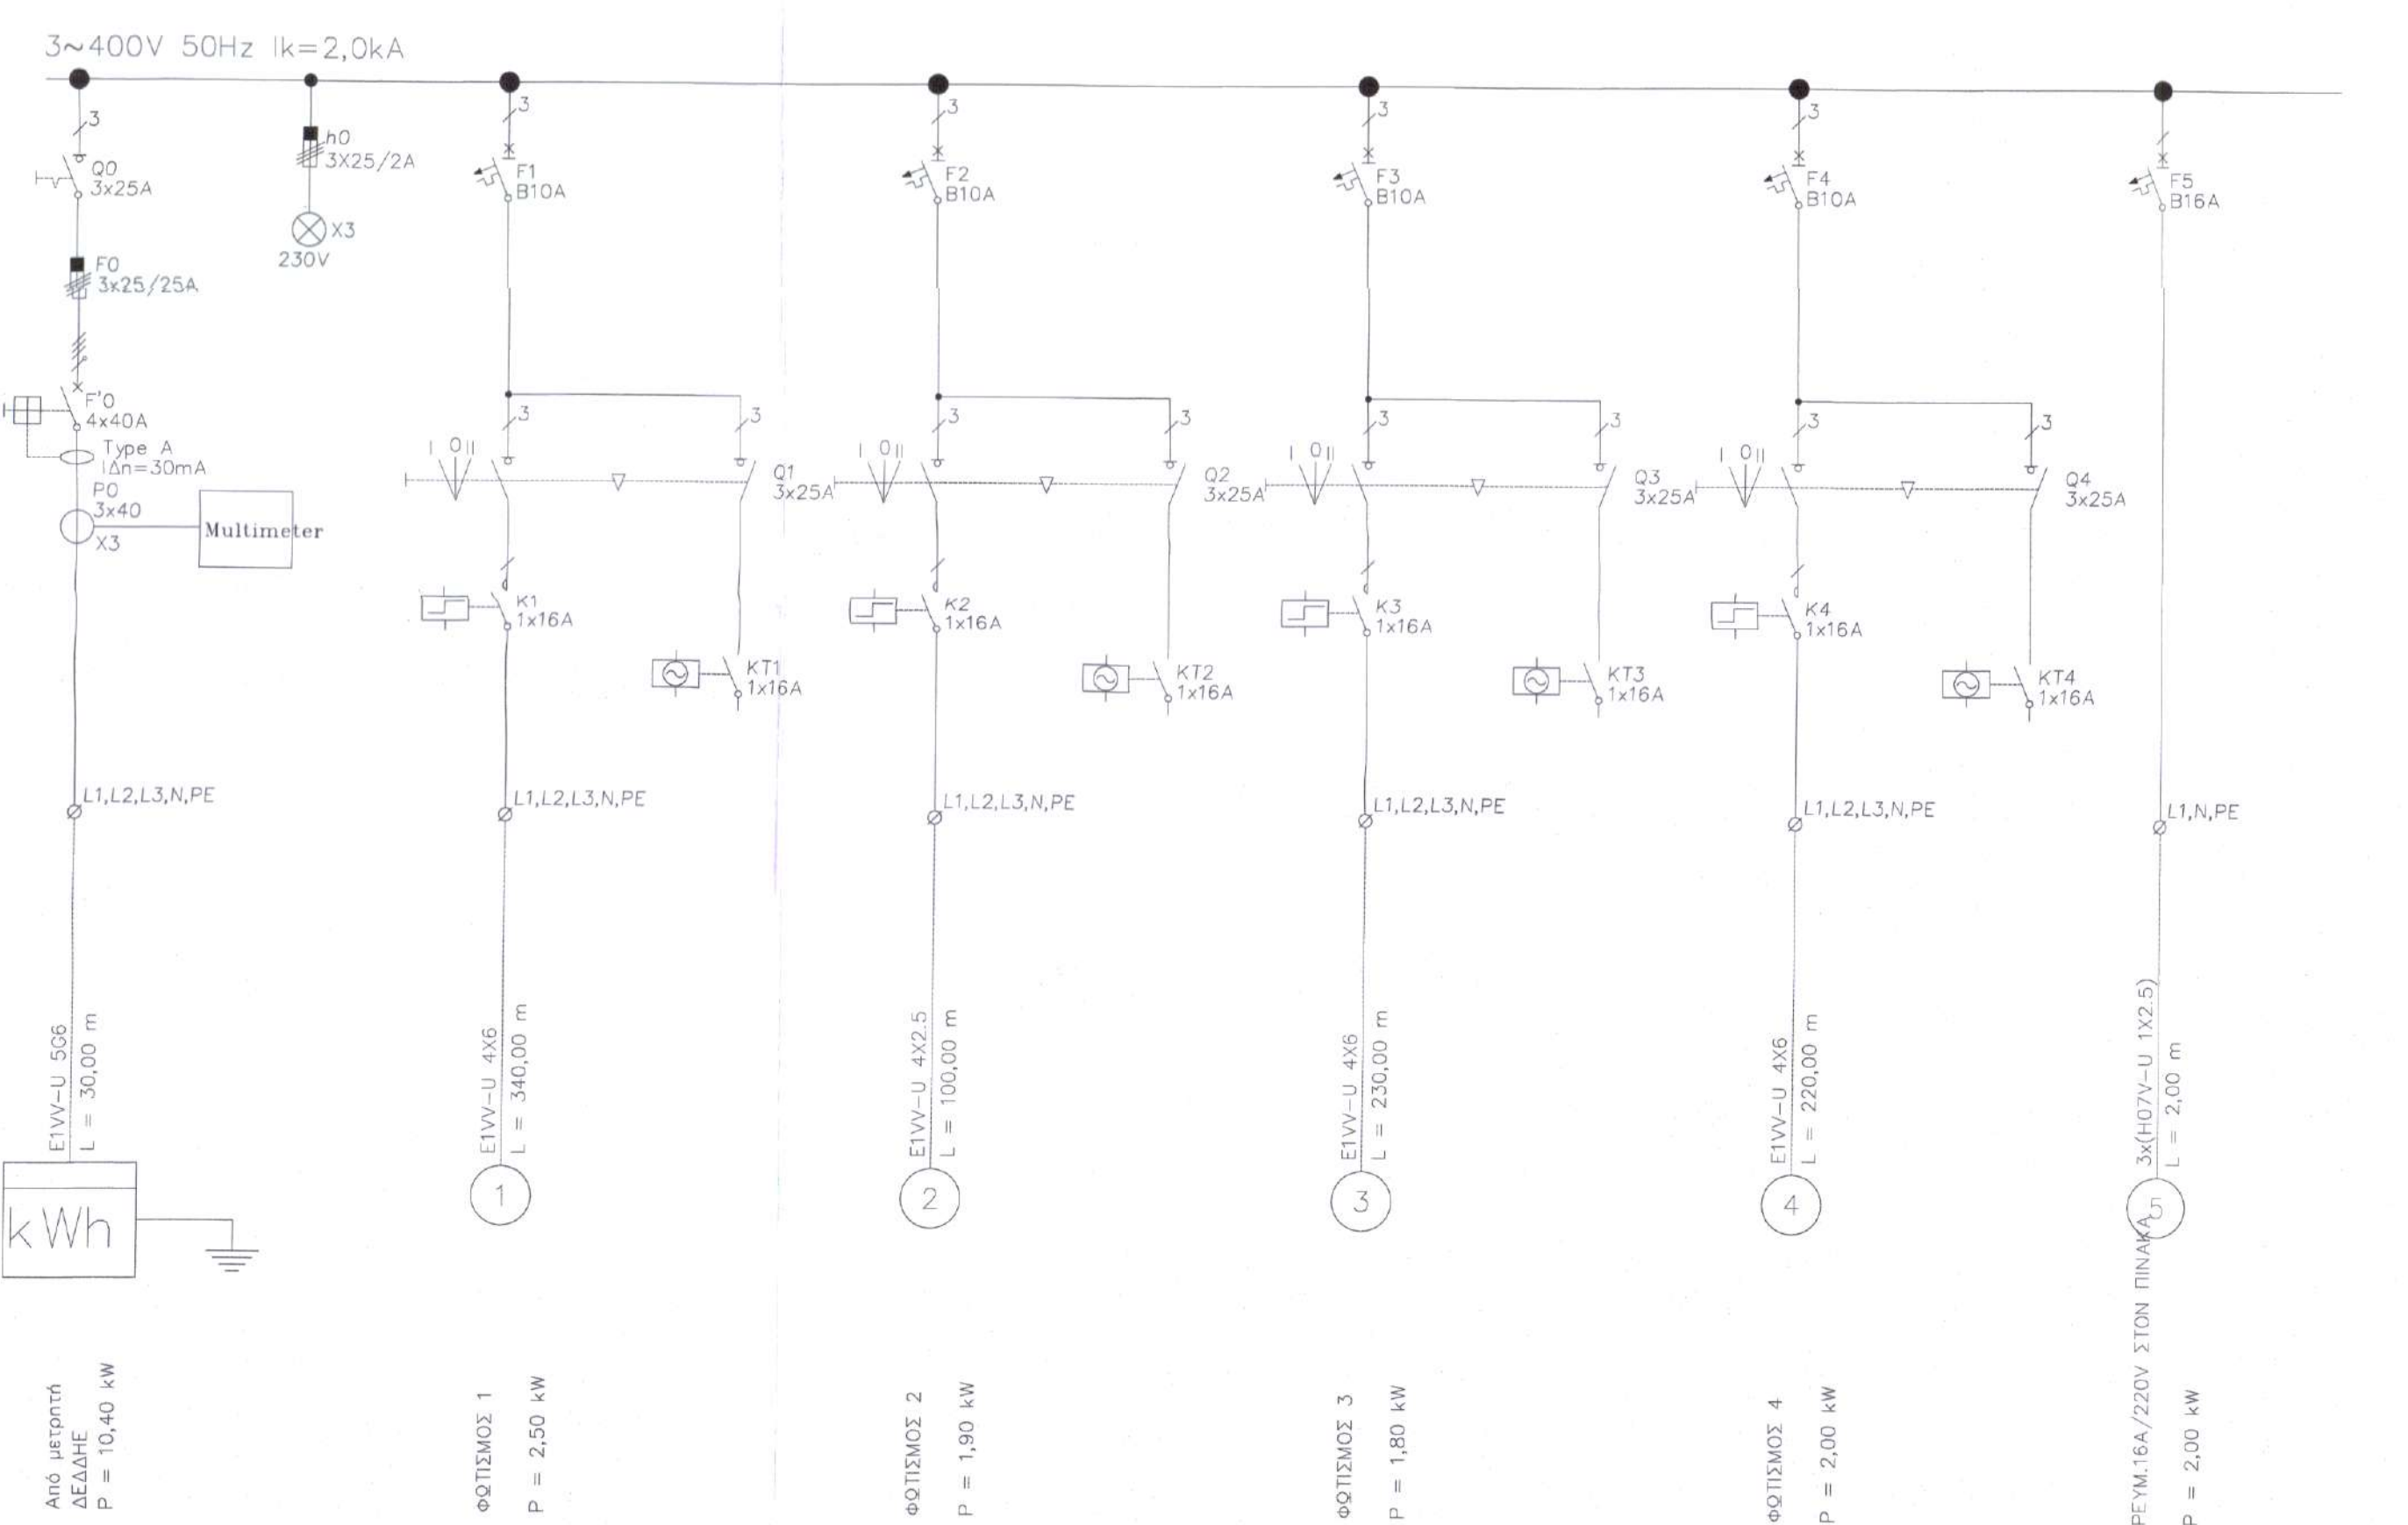 3~400V 50Hz Ik=2,0kA
3
Q0
3x25A
F0
3x25/25A
F'0
4x40A
Type A
IΔn=30mA
P0
3x40
X3
Multimeter
L1,L2,L3,N,PE
E1VV-U 5G6
L = 30,00 m
kWh
Από μετρητή
ΔΕΔΔΗΕ
P = 10,40 kW
h0
3X25/2A
X3
230V
3
F1
B10A
3
3
I 0 II
Q1
3x25A
K1
1x16A
KT1
1x16A
L1,L2,L3,N,PE
E1VV-U 4X6
L = 340,00 m
1
ΦΩΤΙΣΜΟΣ 1
P = 2,50 kW
3
F2
B10A
3
3
I 0 II
Q2
3x25A
K2
1x16A
KT2
1x16A
L1,L2,L3,N,PE
E1VV-U 4X2.5
L = 100,00 m
2
ΦΩΤΙΣΜΟΣ 2
P = 1,90 kW
3
F3
B10A
3
3
I 0 II
Q3
3x25A
K3
1x16A
KT3
1x16A
L1,L2,L3,N,PE
E1VV-U 4X6
L = 230,00 m
3
ΦΩΤΙΣΜΟΣ 3
P = 1,80 kW
3
F4
B10A
3
3
I 0 II
Q4
3x25A
K4
1x16A
KT4
1x16A
L1,L2,L3,N,PE
E1VV-U 4X6
L = 220,00 m
4
ΦΩΤΙΣΜΟΣ 4
P = 2,00 kW
F5
B16A
L1,N,PE
3x(H07V-U 1X2.5)
L = 2,00 m
5
ΡΕΥΜ.16A/220V ΣΤΟΝ ΠΙΝΑΚΑ
P = 2,00 kW